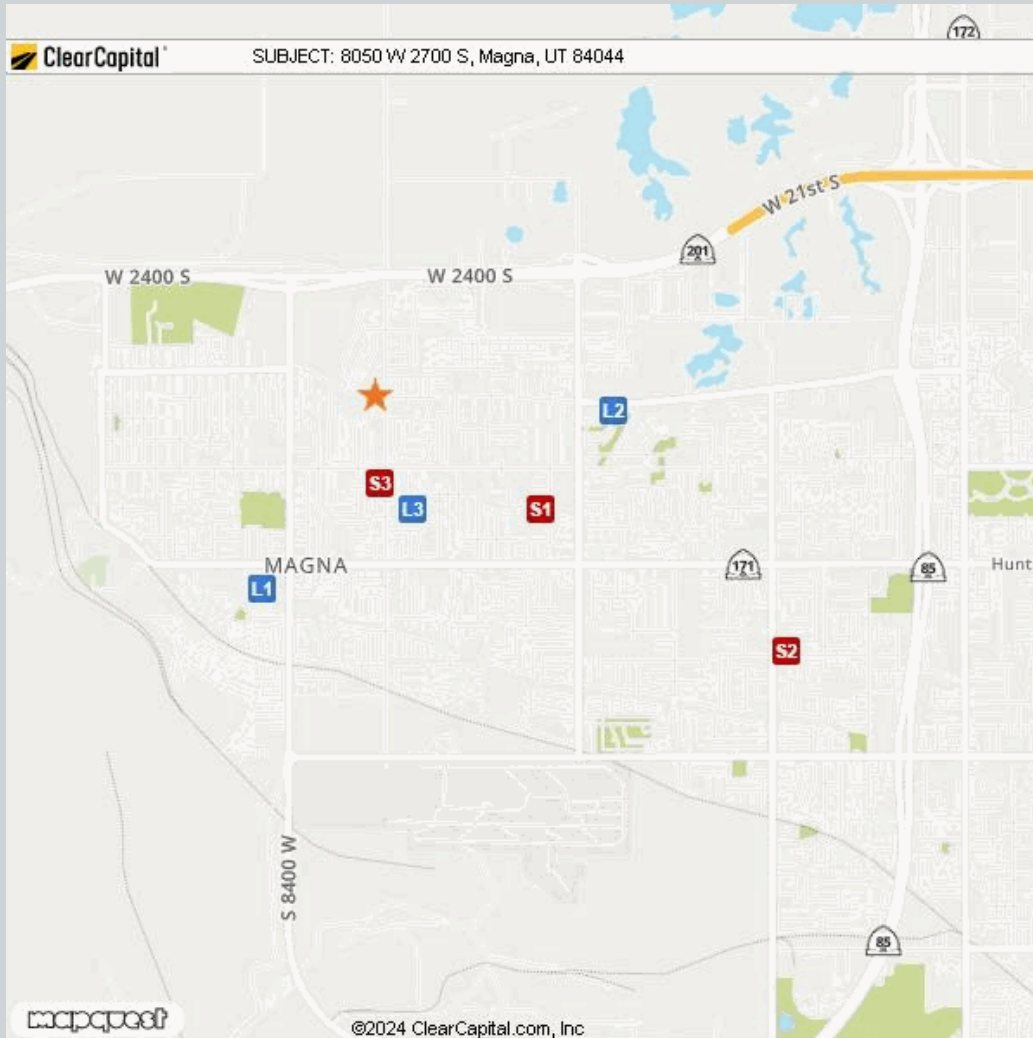 172
ClearCapital
SUBJECT: 8050 W 2700 S, Magna, UT 84044
W 21st S
201
W 2400 S
W 2400 S
L2
S3
L3
S1
MAGNA
171
85
Hunt
L1
S2
S 8400 W
85
mapquest
©2024 ClearCapital.com, Inc